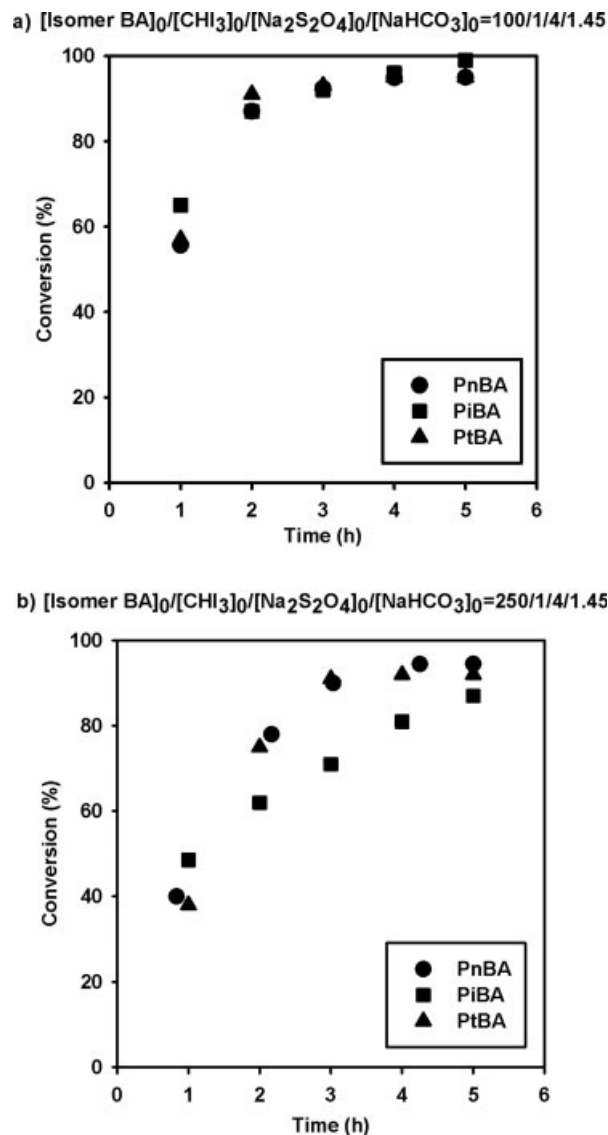 a) [Isomer BA]0/[CHI3]0/[Na2S2O4]0/[NaHCO3]0=100/1/4/1.45
100
80
60
40
20
0
Conversion (%)
PnBA
PiBA
PtBA
0 1 2 3 4 5 6
Time (h)
b) [Isomer BA]0/[CHI3]0/[Na2S2O4]0/[NaHCO3]0=250/1/4/1.45
100
80
60
40
20
0
Conversion (%)
PnBA
PiBA
PtBA
0 1 2 3 4 5 6
Time (h)